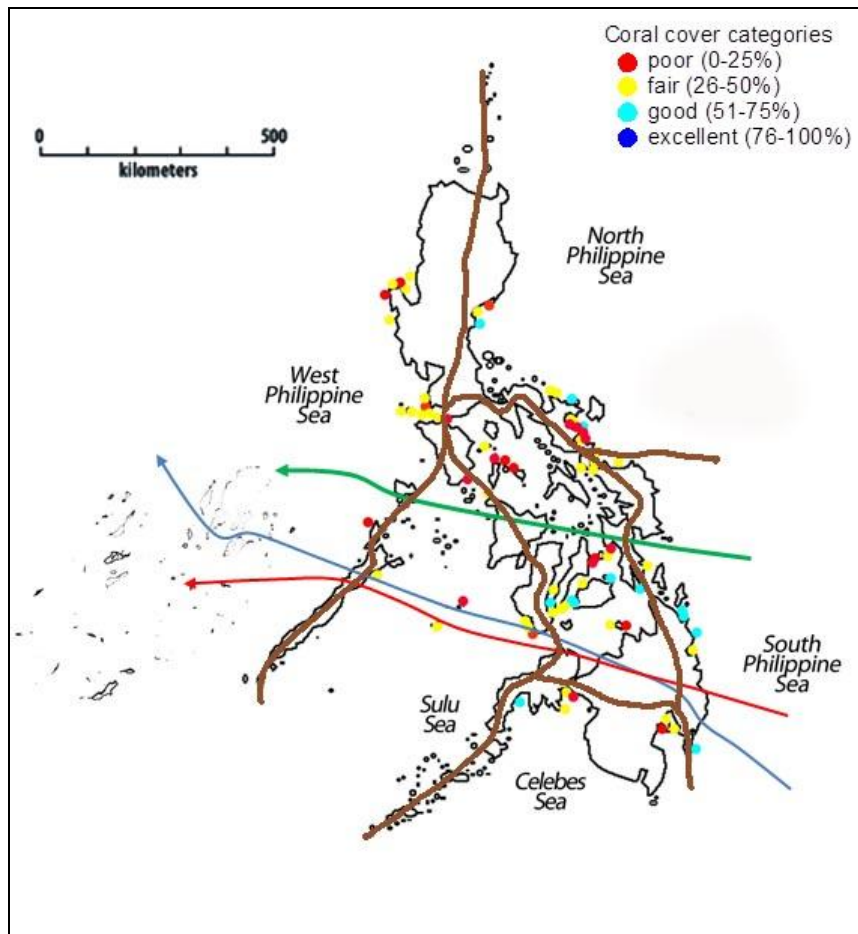 Coral cover categories
poor (0-25%)
fair (26-50%)
good (51-75%)
excellent (76-100%)
0 500
kilometers
North
Philippine
Sea
West
Philippine
Sea
South
Philippine
Sea
Sulu
Sea
Celebes
Sea